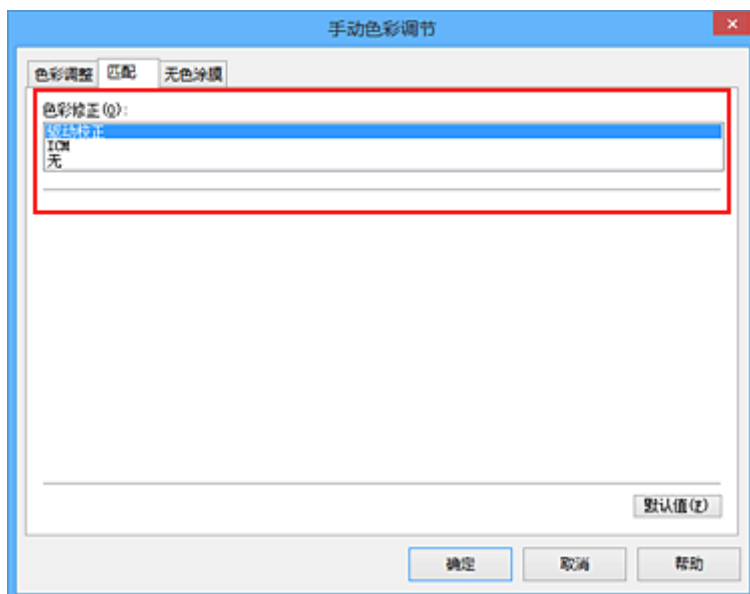 手动色彩调节
色彩调整 匹配 无色涂膜
色彩修正(Q):
驱动校正
ICM
无
默认值(F)
确定 取消 帮助